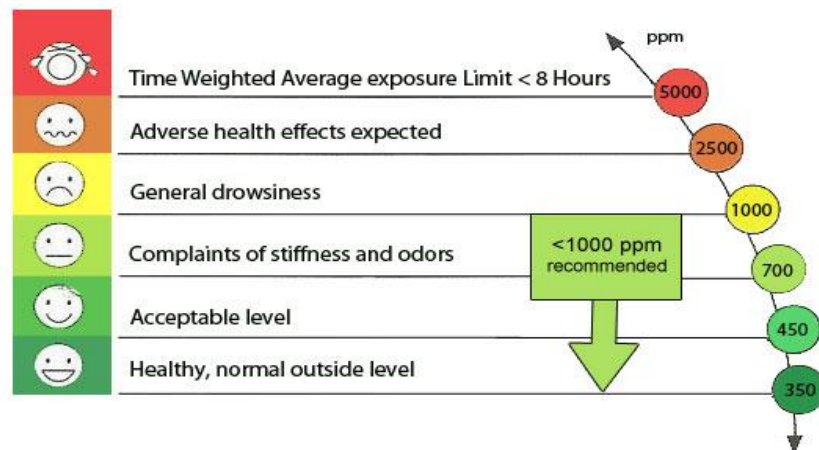 ppm
Time Weighted Average exposure Limit < 8 Hours
5000
Adverse health effects expected
2500
General drowsiness
1000
<1000 ppm
recommended
Complaints of stiffness and odors
700
Acceptable level
450
Healthy, normal outside level
350